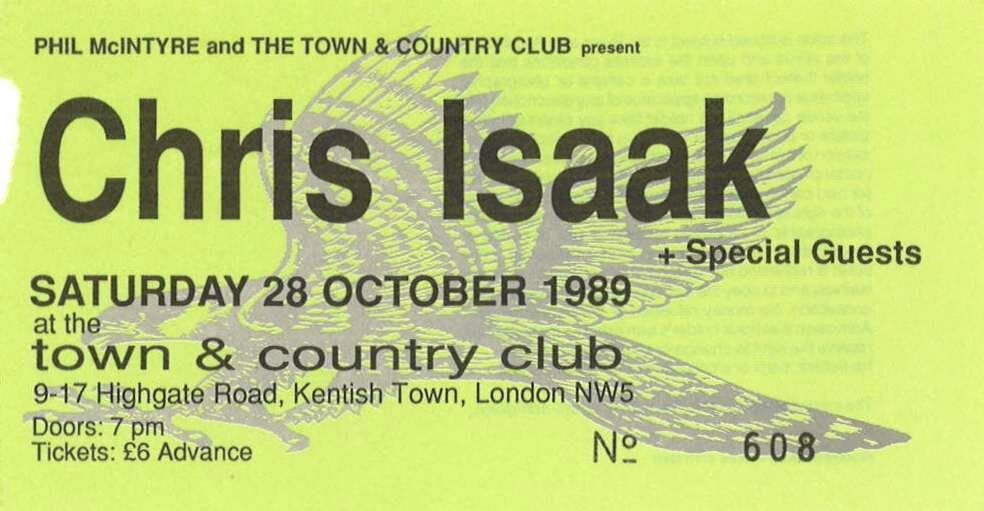 PHIL McINTYRE and THE TOWN & COUNTRY CLUB present
Chris Isaak
+ Special Guests
SATURDAY 28 OCTOBER 1989
at the
town & country club
9-17 Highgate Road, Kentish Town, London NW5
Doors: 7 pm
Tickets: £6 Advance
Nº 608